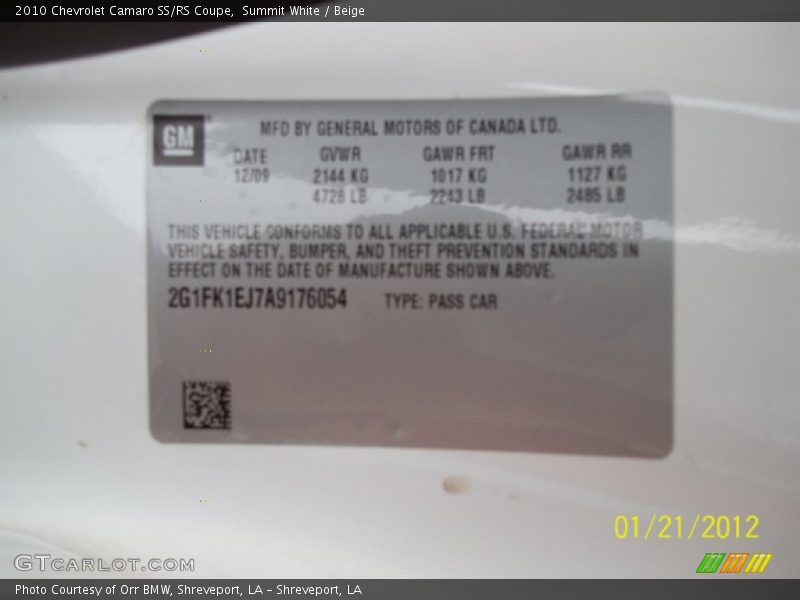 2010 Chevrolet Camaro SS/RS Coupe,  Summit White / Beige
GM
MFD BY GENERAL MOTORS OF CANADA LTD.
DATE GVWR GAWR FRT GAWR RR
12/09 2144 KG 1017 KG 1127 KG
4728 LB 2243 LB 2485 LB
THIS VEHICLE CONFORMS TO ALL APPLICABLE U.S. FEDERAL MOTOR
VEHICLE SAFETY, BUMPER, AND THEFT PREVENTION STANDARDS IN
EFFECT ON THE DATE OF MANUFACTURE SHOWN ABOVE.
2G1FK1EJ7A9176054 TYPE: PASS CAR
01/21/2012
GTCARLOT.COM
Photo Courtesy of Orr BMW, Shreveport, LA - Shreveport, LA